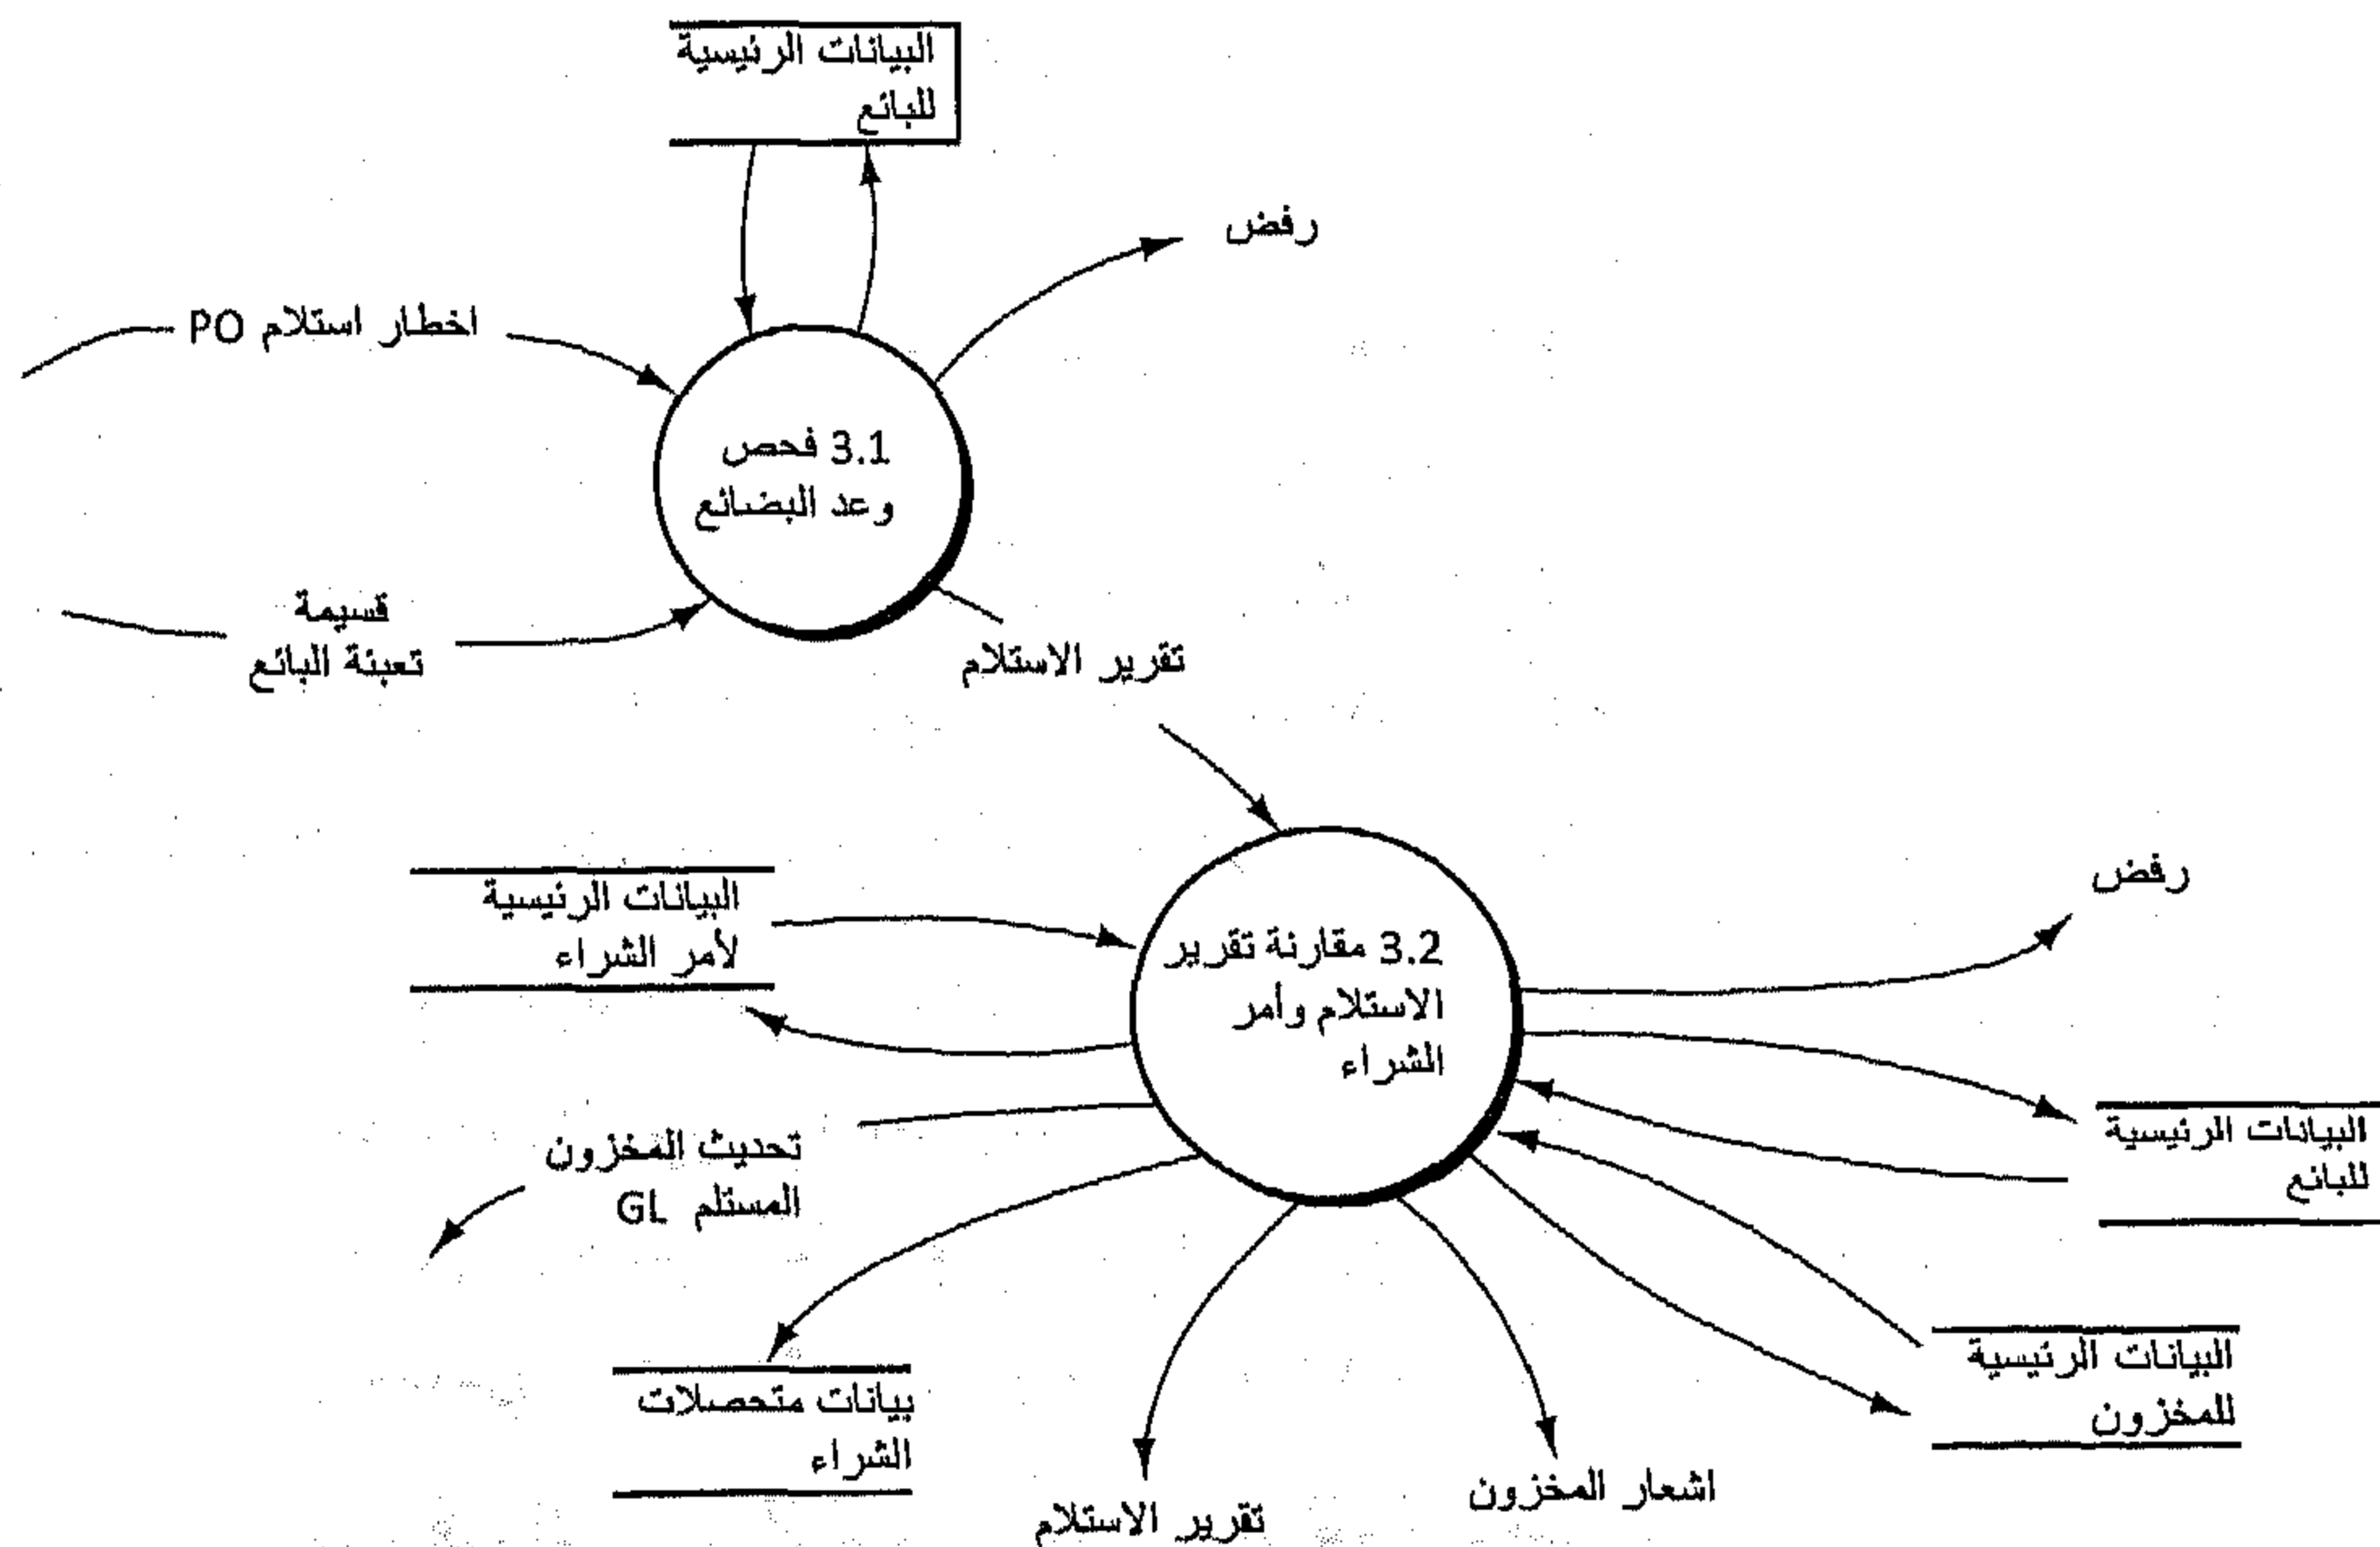 البيانات الرئيسية
للبائع
رفض
اخطار استلام PO
3.1 فحص
وعد البضائع
قسيمة
تعبئة البائع
تقرير الاستلام
البيانات الرئيسية
لأمر الشراء
3.2 مقارنة تقرير
الاستلام وأمر
الشراء
رفض
تحديث المخزون
المستلم GL
البيانات الرئيسية
للبائع
البيانات الرئيسية
للمخزون
بيانات متحصلات
الشراء
تقرير الاستلام
اشعار المخزون